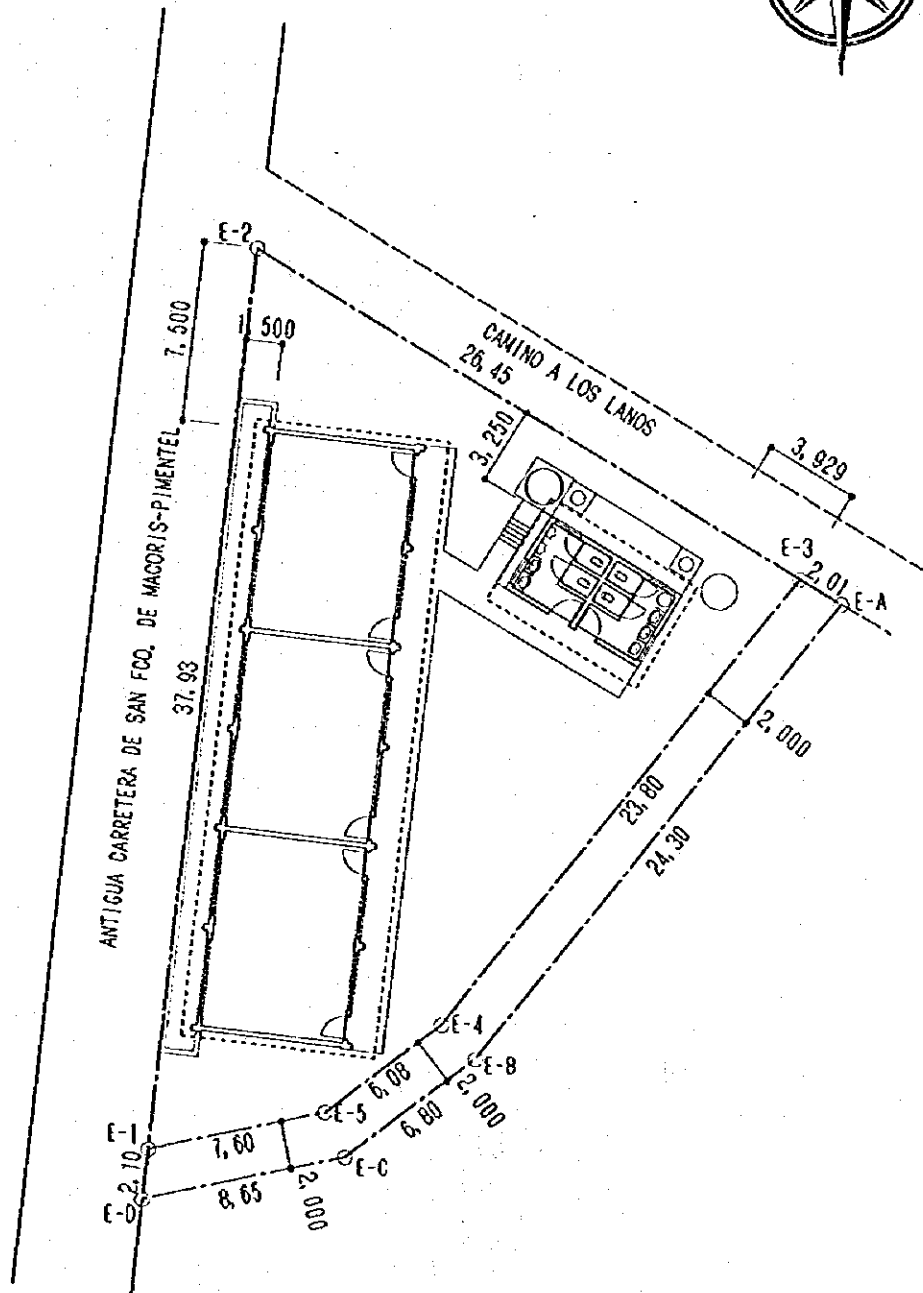 E-2
7,500
1 500
CAMINO A LOS LANOS
26,45
3,250
3,929
E-3
2,01
E-A
ANTIGUA CARRETERA DE SAN FCO. DE MACORIS-PIMENTEL
37.93
2,000
23,80
24,30
E-4
E-B
6,08
2,000
E-5
6,80
E-1
7,60
E-C
2,10
2,000
8,65
E-D